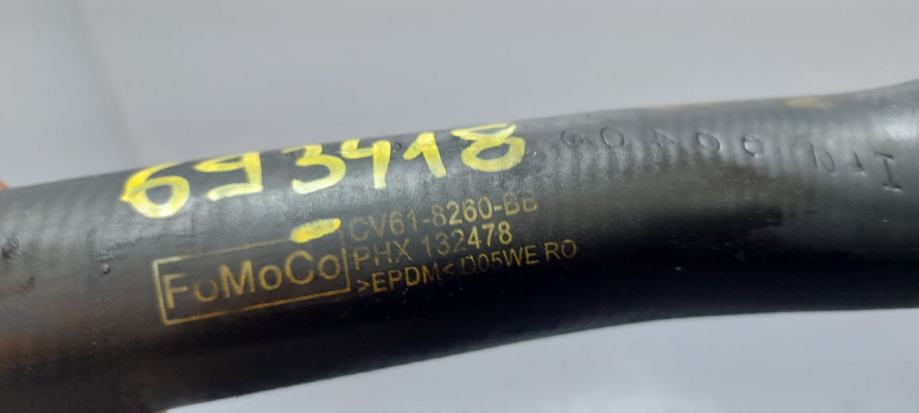 693418
CV61-8260-BB
FoMoCo PHX 132478
>EPDM< D05WE RO